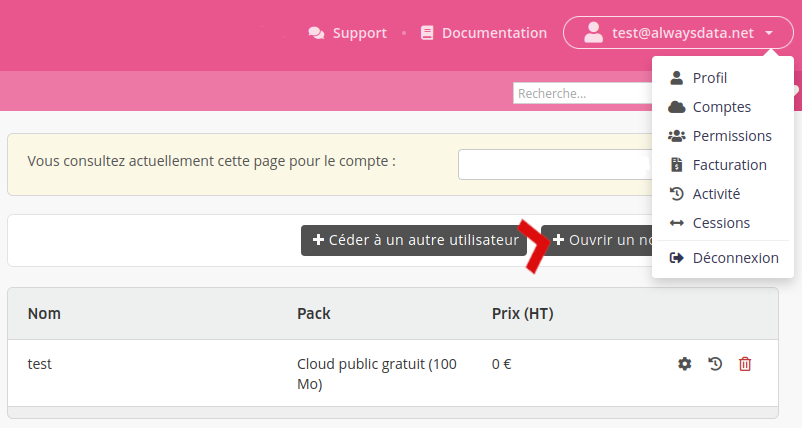 Support • Documentation test@alwaysdata.net
Recherche...
Profil
Comptes
Permissions
Facturation
Activité
Cessions
Déconnexion
Vous consultez actuellement cette page pour le compte :
+ Céder à un autre utilisateur + Ouvrir un
Nom Pack Prix (HT)
test Cloud public gratuit (100 0 €
Mo)